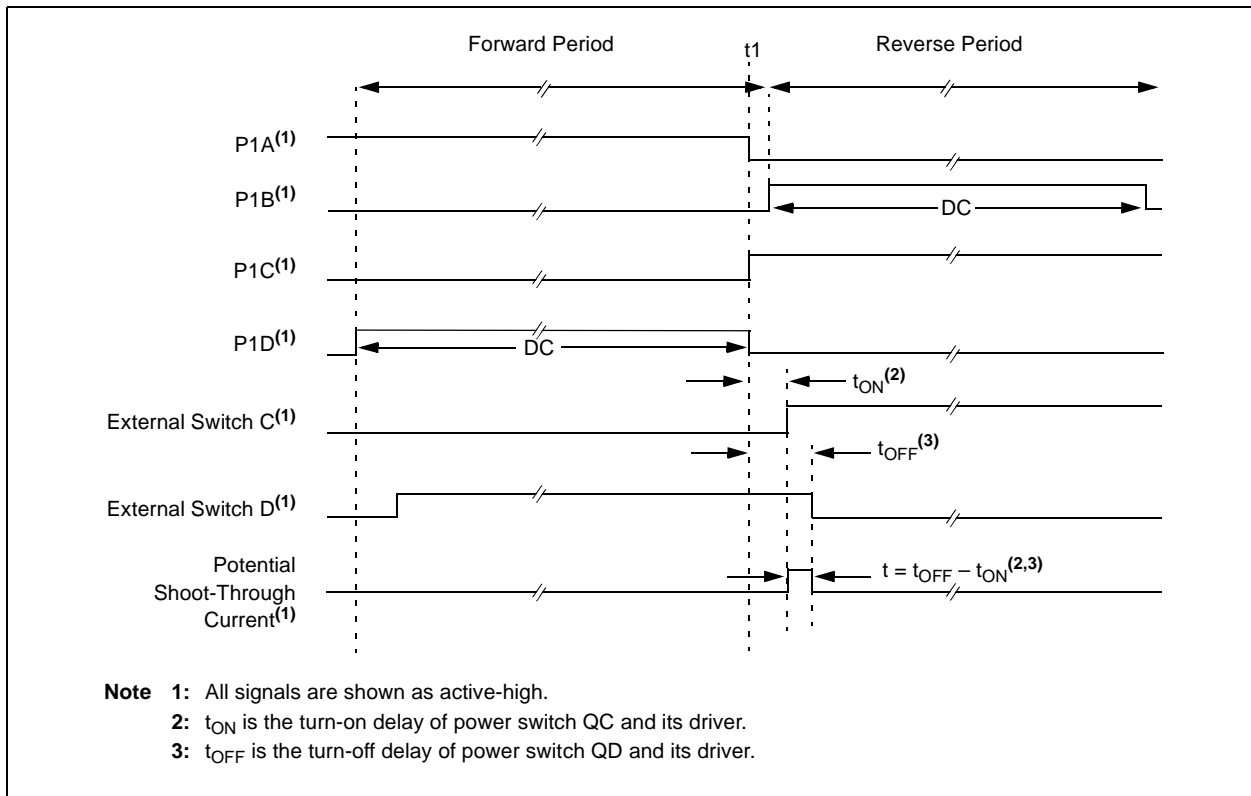 Forward Period
t1
Reverse Period
P1A(1)
P1B(1)
DC
P1C(1)
P1D(1)
DC
tON(2)
External Switch C(1)
tOFF(3)
External Switch D(1)
Potential
Shoot-Through
Current(1)
t = tOFF – tON(2,3)
Note 1: All signals are shown as active-high.
2: tON is the turn-on delay of power switch QC and its driver.
3: tOFF is the turn-off delay of power switch QD and its driver.